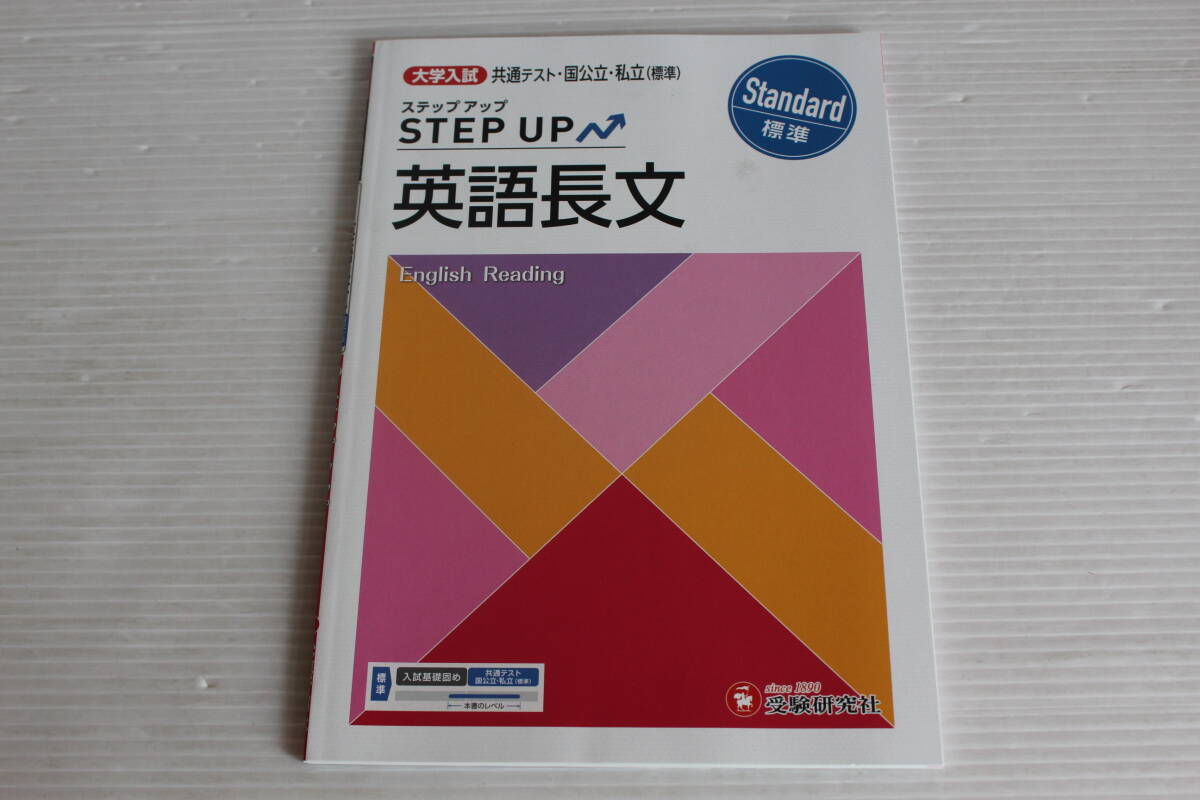 大学入試 共通テスト・国公立・私立(標準)
ステップ アップ
STEP UP
英語長文
Standard
標準
English Reading
標準
入試基礎固め
共通テスト
国公立・私立(標準)
本書のレベル
since 1890
受験研究社